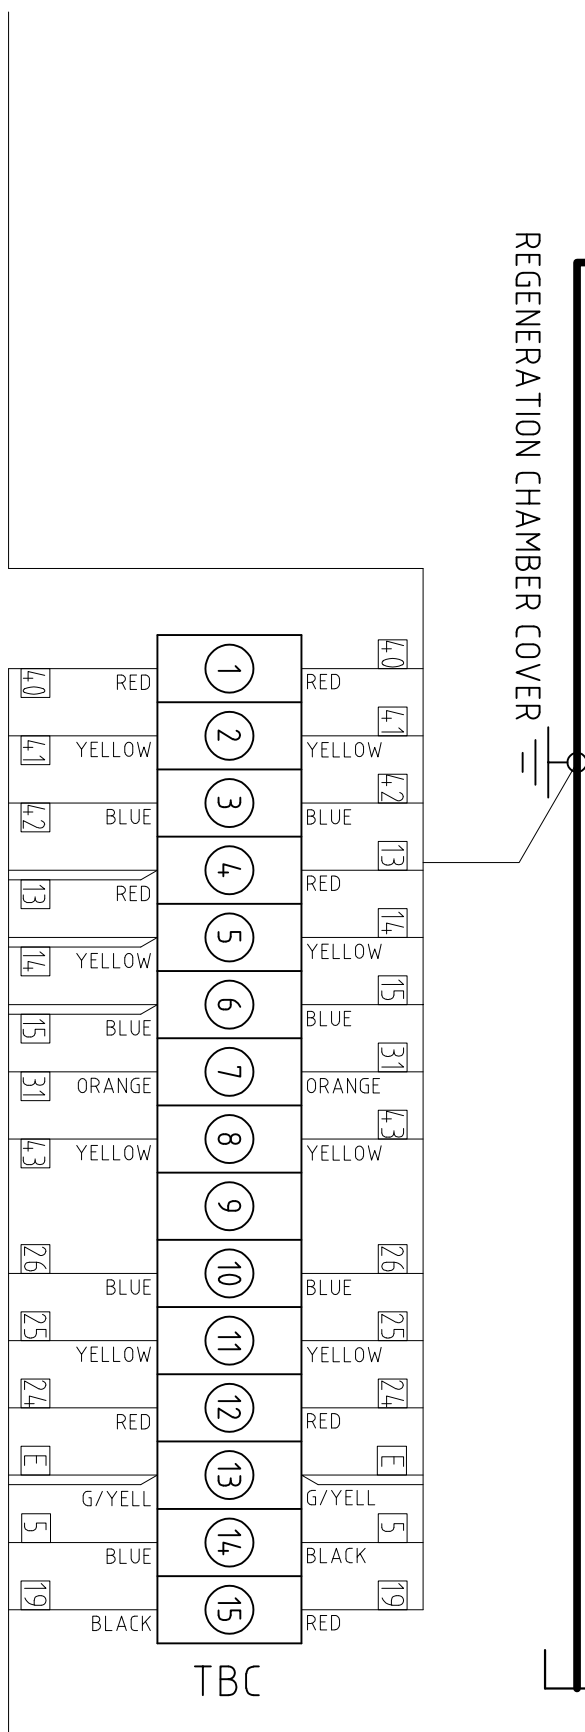 REGENERATION CHAMBER COVER
40 RED 1 RED 40
41 YELLOW 2 YELLOW 41
42 BLUE 3 BLUE 42
13 RED 4 RED 13
14 YELLOW 5 YELLOW 14
15 BLUE 6 BLUE 15
31 ORANGE 7 ORANGE 31
43 YELLOW 8 YELLOW 43
9
26 BLUE 10 BLUE 26
25 YELLOW 11 YELLOW 25
24 RED 12 RED 24
E G/YELL 13 G/YELL E
5 BLUE 14 BLACK 5
19 BLACK 15 RED 19
TBC